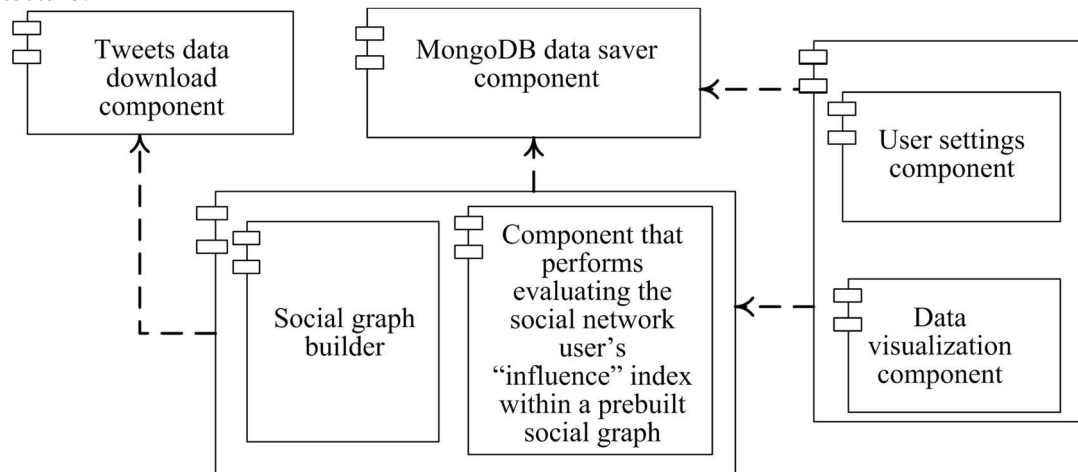 Tweets data
download
component
MongoDB data saver
component
User settings
component
Social graph
builder
Component that
performs
evaluating the
social network
user’s
“influence” index
within a prebuilt
social graph
Data
visualization
component